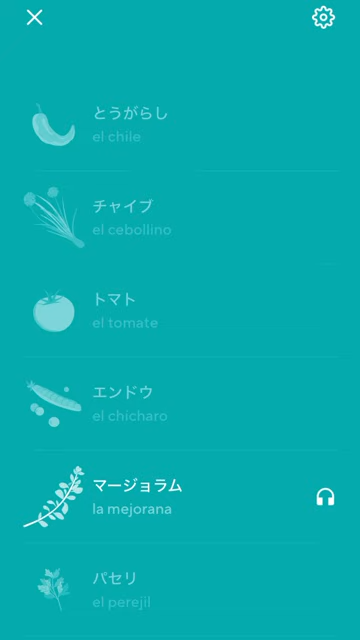 とうがらし
el chile
チャイブ
el cebollino
トマト
el tomate
エンドウ
el chicharo
マージョラム
la mejorana
パセリ
el perejil